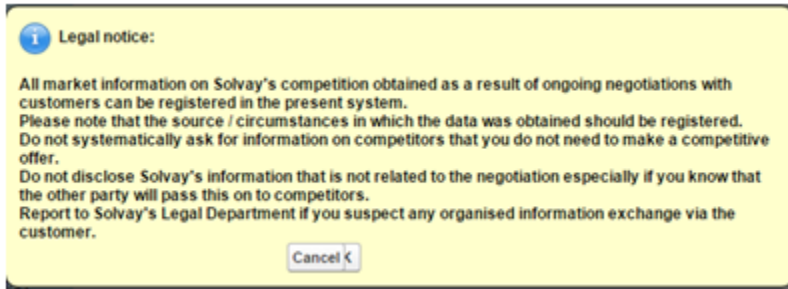 Legal notice:
All market information on Solvay's competition obtained as a result of ongoing negotiations with
customers can be registered in the present system.
Please note that the source / circumstances in which the data was obtained should be registered.
Do not systematically ask for information on competitors that you do not need to make a competitive
offer.
Do not disclose Solvay's information that is not related to the negotiation especially if you know that
the other party will pass this on to competitors.
Report to Solvay's Legal Department if you suspect any organised information exchange via the
customer.
Cancel